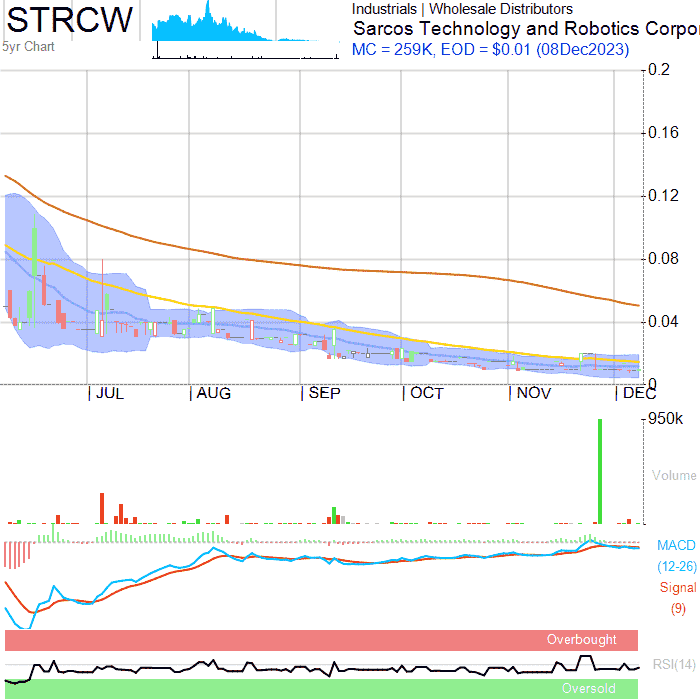 STRCW
5yr Chart
Industrials | Wholesale Distributors
Sarcos Technology and Robotics Corpor
MC = 259K, EOD = $0.01 (08Dec2023)
0.2
0.16
0.12
0.08
0.04
0
JUL
AUG
SEP
OCT
NOV
DEC
950k
Volume
MACD
(12-26)
Signal
(9)
Overbought
RSI(14)
Oversold